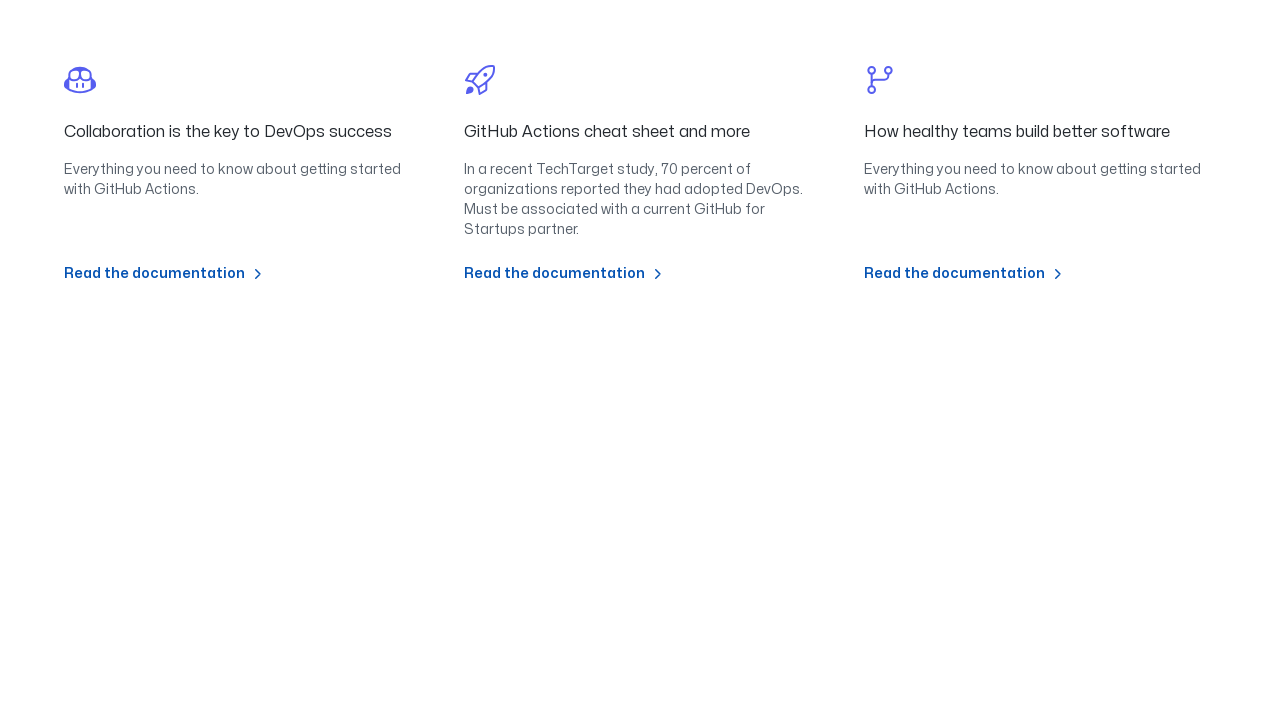 Collaboration is the key to DevOps success
Everything you need to know about getting started
with GitHub Actions.
Read the documentation
GitHub Actions cheat sheet and more
In a recent TechTarget study, 70 percent of
organizations reported they had adopted DevOps.
Must be associated with a current GitHub for
Startups partner.
Read the documentation
How healthy teams build better software
Everything you need to know about getting started
with GitHub Actions.
Read the documentation